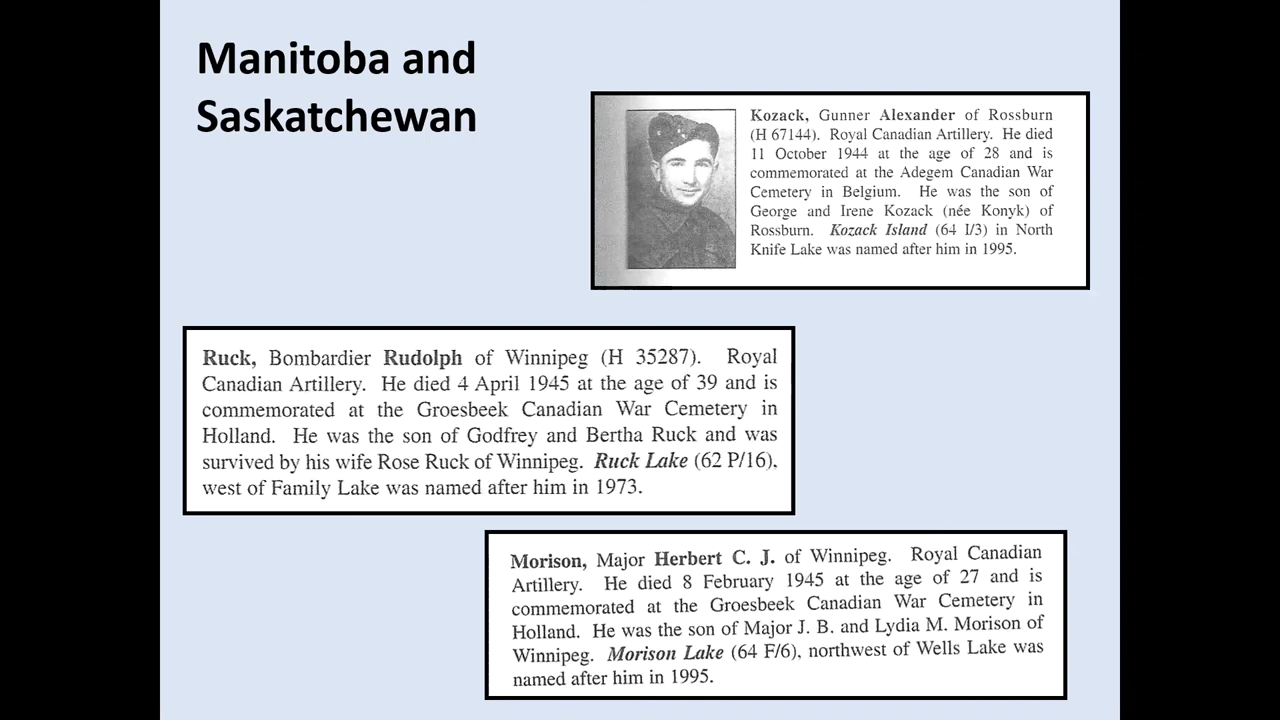 Manitoba and
Saskatchewan
Kozack, Gunner Alexander of Rossburn
(H 67144). Royal Canadian Artillery. He died
11 October 1944 at the age of 28 and is
commemorated at the Adegem Canadian War
Cemetery in Belgium. He was the son of
George and Irene Kozack (née Konyk) of
Rossburn. Kozack Island (64 I/3) in North
Knife Lake was named after him in 1995.
Ruck, Bombardier Rudolph of Winnipeg (H 35287). Royal
Canadian Artillery. He died 4 April 1945 at the age of 39 and is
commemorated at the Groesbeek Canadian War Cemetery in
Holland. He was the son of Godfrey and Bertha Ruck and was
survived by his wife Rose Ruck of Winnipeg. Ruck Lake (62 P/16),
west of Family Lake was named after him in 1973.
Morison, Major Herbert C. J. of Winnipeg. Royal Canadian
Artillery. He died 8 February 1945 at the age of 27 and is
commemorated at the Groesbeek Canadian War Cemetery in
Holland. He was the son of Major J. B. and Lydia M. Morison of
Winnipeg. Morison Lake (64 F/6), northwest of Wells Lake was
named after him in 1995.